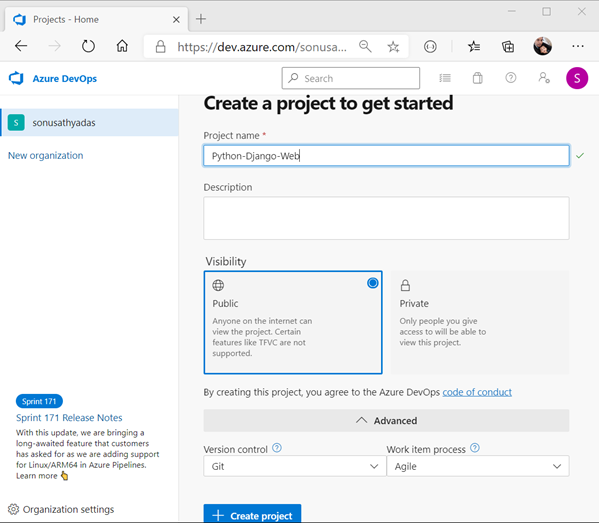 Projects - Home
https://dev.azure.com/sonusa...
Azure DevOps
Search
S
S
sonusathyadas
New organization
Create a project to get started
Project name *
Python-Django-Web
Description
Visibility
Public
Anyone on the internet can
view the project. Certain
features like TFVC are not
supported.
Private
Only people you give
access to will be able to
view this project.
By creating this project, you agree to the Azure DevOps code of conduct
Advanced
Version control
Work item process
Git
Agile
+ Create project
Sprint 171
Sprint 171 Release Notes
With this update, we are bringing a
long-awaited feature that customers
has asked for as we are adding support
for Linux/ARM64 in Azure Pipelines.
Learn more 👆
Organization settings